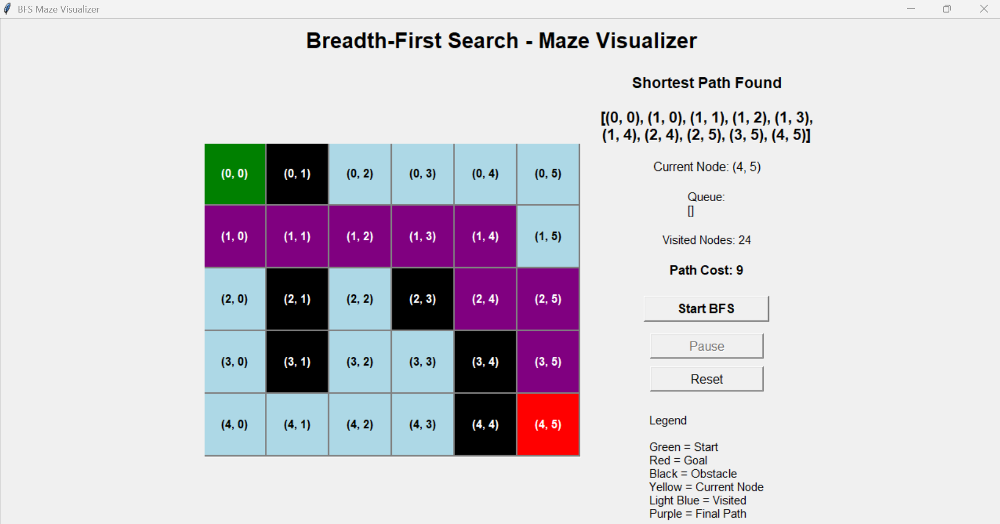 BFS Maze Visualizer
Breadth-First Search - Maze Visualizer
Shortest Path Found
[(0, 0), (1, 0), (1, 1), (1, 2), (1, 3),
(1, 4), (2, 4), (2, 5), (3, 5), (4, 5)]
Current Node: (4, 5)
Queue:
[]
Visited Nodes: 24
Path Cost: 9
Start BFS
Pause
Reset
Legend
Green = Start
Red = Goal
Black = Obstacle
Yellow = Current Node
Light Blue = Visited
Purple = Final Path
(0, 0) (0, 1) (0, 2) (0, 3) (0, 4) (0, 5)
(1, 0) (1, 1) (1, 2) (1, 3) (1, 4) (1, 5)
(2, 0) (2, 1) (2, 2) (2, 3) (2, 4) (2, 5)
(3, 0) (3, 1) (3, 2) (3, 3) (3, 4) (3, 5)
(4, 0) (4, 1) (4, 2) (4, 3) (4, 4) (4, 5)